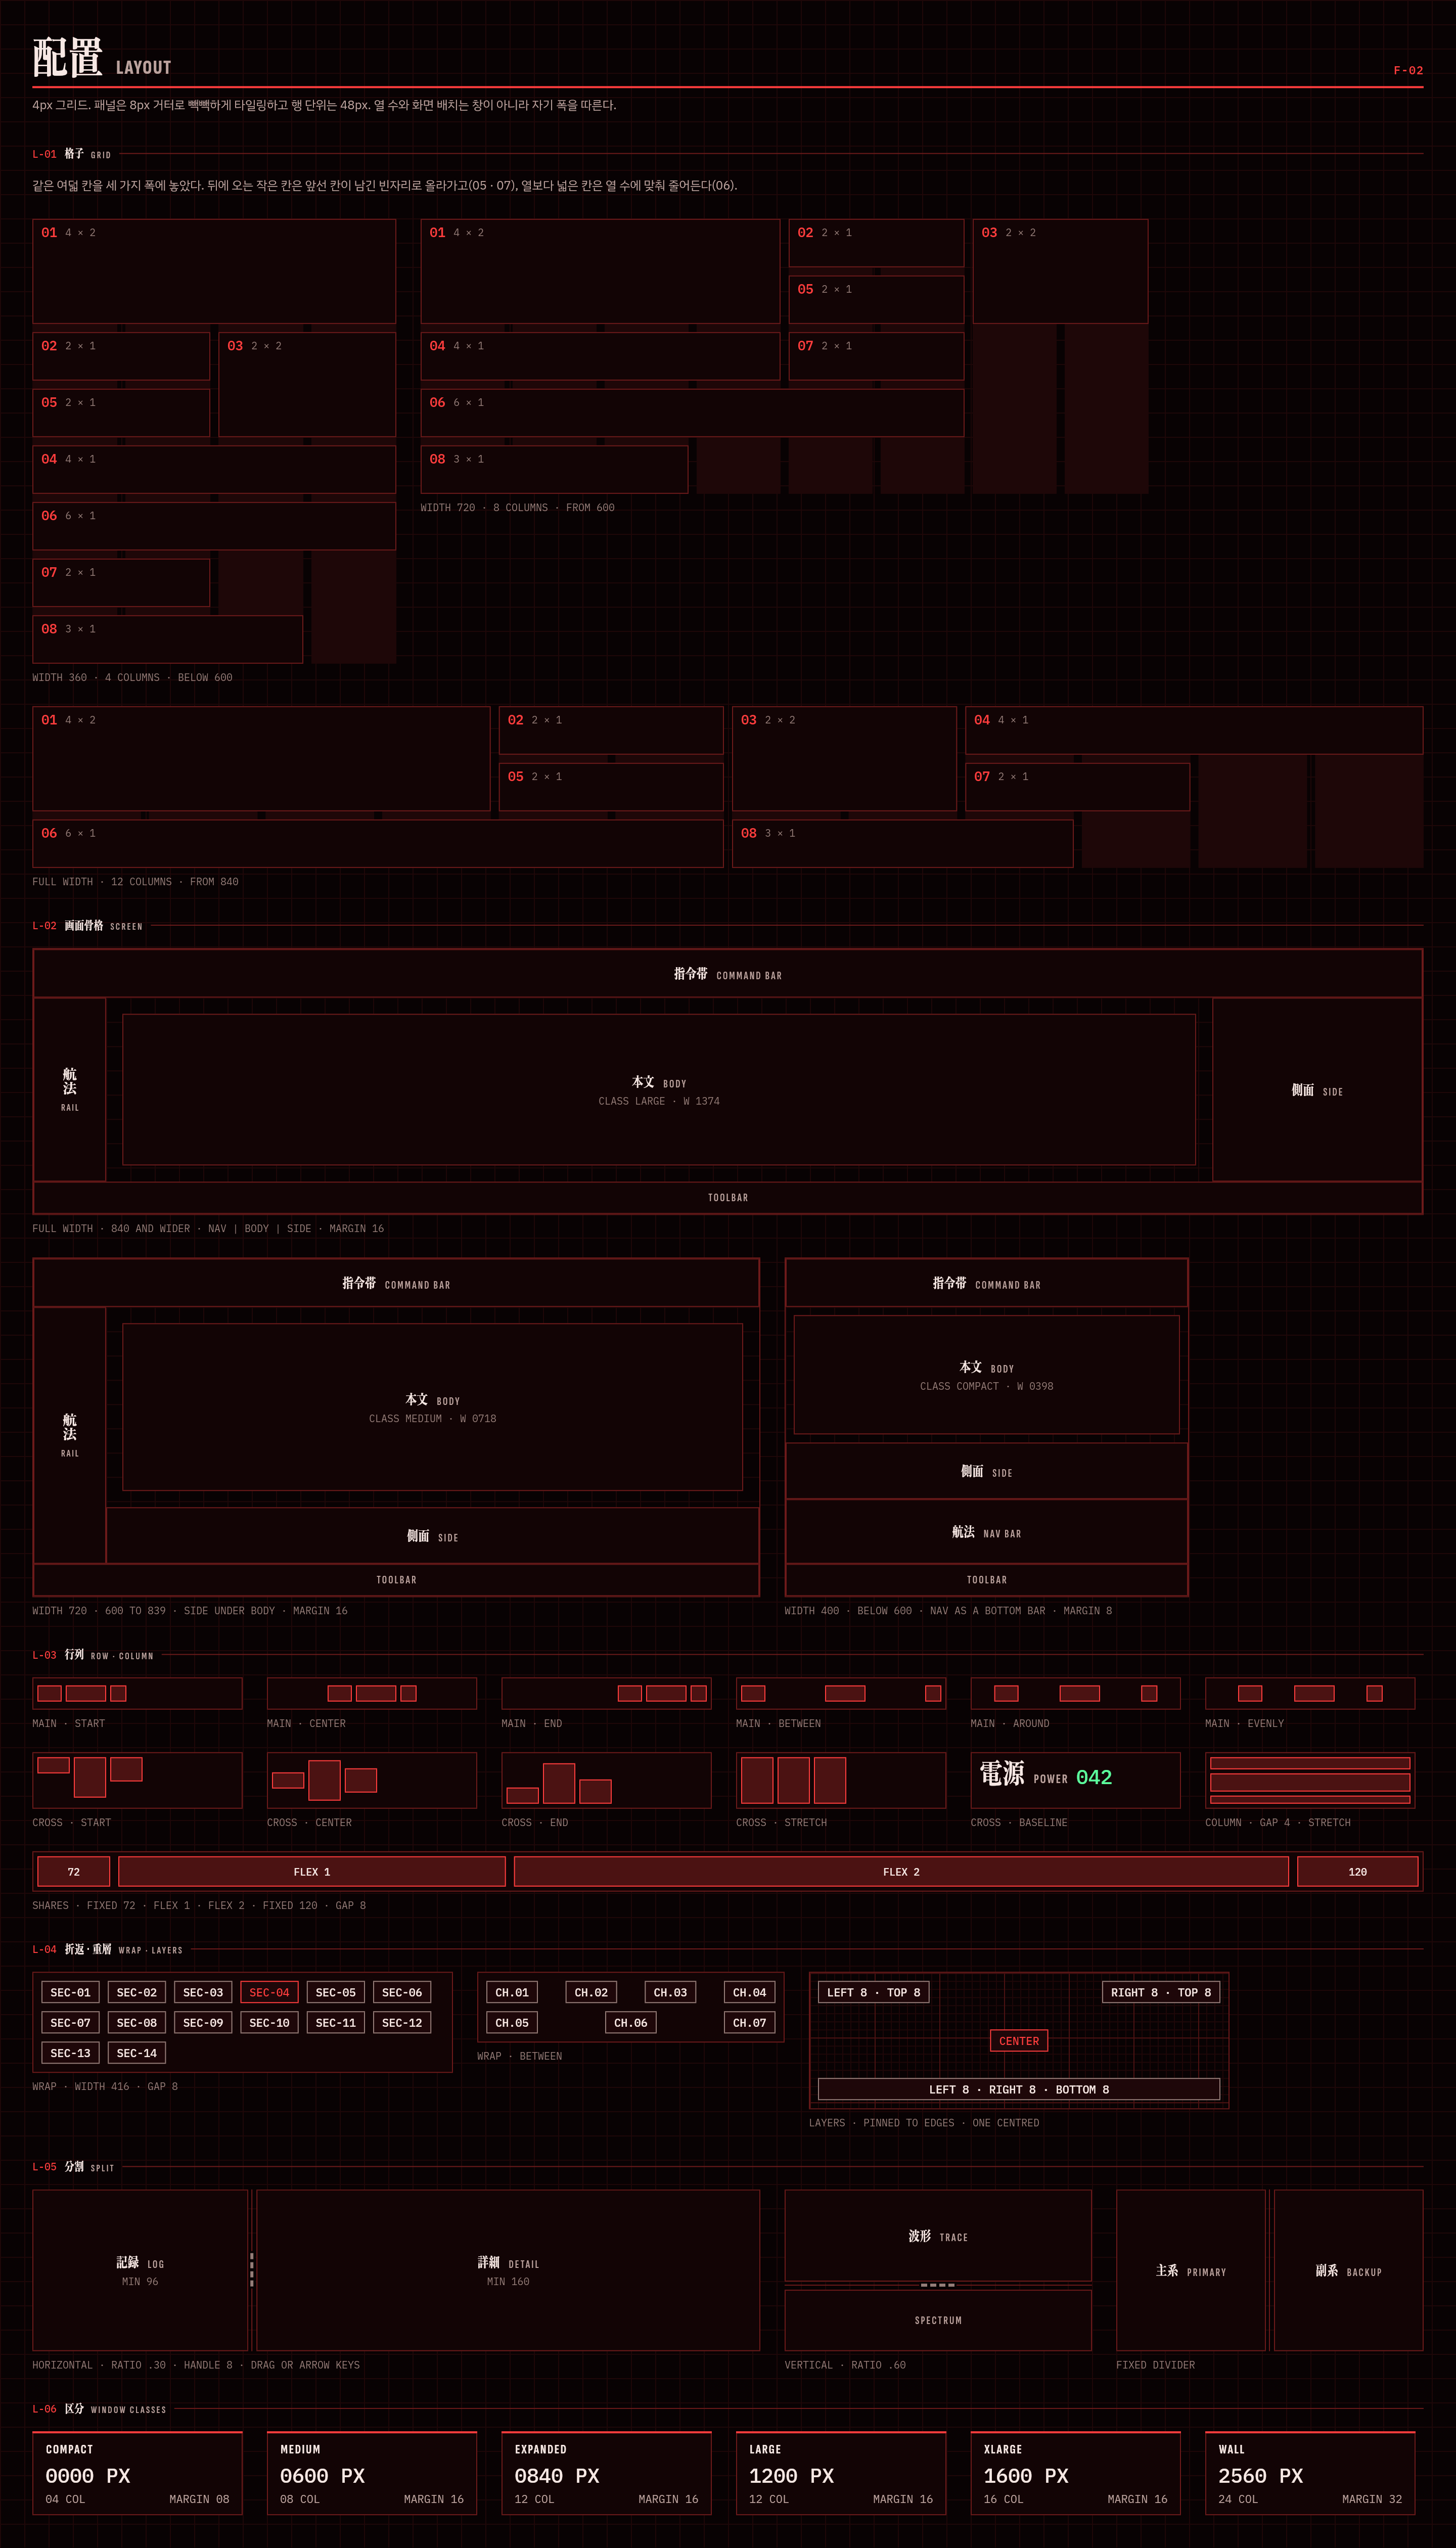 配置 LAYOUT
F-02
4px 그리드. 패널은 8px 거터로 빽빽하게 타일링하고 행 단위는 48px. 열 수와 화면 배치는 창이 아니라 자기 폭을 따른다.
L-01 格子 GRID
같은 여덟 칸을 세 가지 폭에 놓았다. 뒤에 오는 작은 칸은 앞선 칸이 남긴 빈자리로 올라가고(05 · 07), 열보다 넓은 칸은 열 수에 맞춰 줄어든다(06).
01 4 × 2
02 2 × 1
03 2 × 2
05 2 × 1
04 4 × 1
06 6 × 1
07 2 × 1
08 3 × 1
WIDTH 360 · 4 COLUMNS · BELOW 600
01 4 × 2
02 2 × 1
03 2 × 2
05 2 × 1
04 4 × 1
07 2 × 1
06 6 × 1
08 3 × 1
WIDTH 720 · 8 COLUMNS · FROM 600
01 4 × 2
02 2 × 1
03 2 × 2
04 4 × 1
05 2 × 1
07 2 × 1
06 6 × 1
08 3 × 1
FULL WIDTH · 12 COLUMNS · FROM 840
L-02 画面骨格 SCREEN
指令帯 COMMAND BAR
航法
RAIL
本文 BODY
CLASS LARGE · W 1374
側面 SIDE
TOOLBAR
FULL WIDTH · 840 AND WIDER · NAV | BODY | SIDE · MARGIN 16
指令帯 COMMAND BAR
航法
RAIL
本文 BODY
CLASS MEDIUM · W 0718
側面 SIDE
TOOLBAR
WIDTH 720 · 600 TO 839 · SIDE UNDER BODY · MARGIN 16
指令帯 COMMAND BAR
本文 BODY
CLASS COMPACT · W 0398
側面 SIDE
航法 NAV BAR
TOOLBAR
WIDTH 400 · BELOW 600 · NAV AS A BOTTOM BAR · MARGIN 8
L-03 行列 ROW · COLUMN
MAIN · START
MAIN · CENTER
MAIN · END
MAIN · BETWEEN
MAIN · AROUND
MAIN · EVENLY
電源 POWER 042
CROSS · START
CROSS · CENTER
CROSS · END
CROSS · STRETCH
CROSS · BASELINE
COLUMN · GAP 4 · STRETCH
72
FLEX 1
FLEX 2
120
SHARES · FIXED 72 · FLEX 1 · FLEX 2 · FIXED 120 · GAP 8
L-04 折返・重層 WRAP · LAYERS
SEC-01 SEC-02 SEC-03 SEC-04 SEC-05 SEC-06
SEC-07 SEC-08 SEC-09 SEC-10 SEC-11 SEC-12
SEC-13 SEC-14
WRAP · WIDTH 416 · GAP 8
CH.01 CH.02 CH.03 CH.04
CH.05 CH.06 CH.07
WRAP · BETWEEN
LEFT 8 · TOP 8
RIGHT 8 · TOP 8
CENTER
LEFT 8 · RIGHT 8 · BOTTOM 8
LAYERS · PINNED TO EDGES · ONE CENTRED
L-05 分割 SPLIT
記録 LOG
MIN 96
詳細 DETAIL
MIN 160
HORIZONTAL · RATIO .30 · HANDLE 8 · DRAG OR ARROW KEYS
波形 TRACE
SPECTRUM
VERTICAL · RATIO .60
主系 PRIMARY
副系 BACKUP
FIXED DIVIDER
L-06 区分 WINDOW CLASSES
COMPACT
0000 PX
04 COL MARGIN 08
MEDIUM
0600 PX
08 COL MARGIN 16
EXPANDED
0840 PX
12 COL MARGIN 16
LARGE
1200 PX
12 COL MARGIN 16
XLARGE
1600 PX
16 COL MARGIN 16
WALL
2560 PX
24 COL MARGIN 32